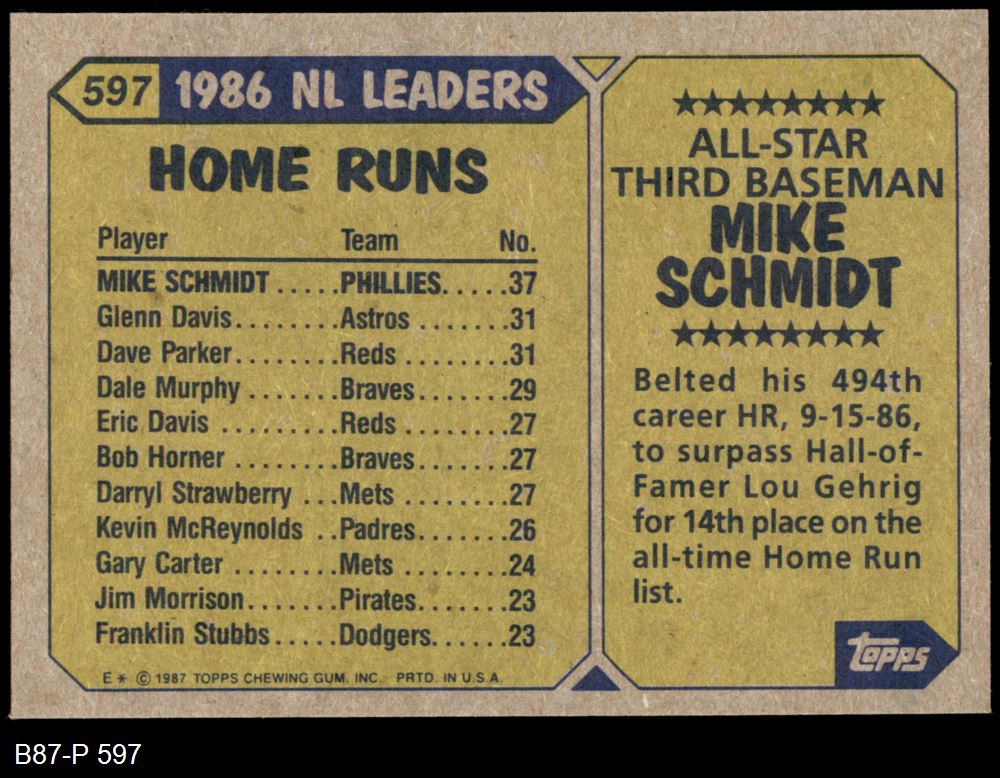 597 1986 NL LEADERS
HOME RUNS
Player Team No.
MIKE SCHMIDT.....PHILLIES.....37
Glenn Davis........Astros .......31
Dave Parker........Reds ........31
Dale Murphy .......Braves.......29
Eric Davis .........Reds ........27
Bob Horner ........Braves.......27
Darryl Strawberry ...Mets ........27
Kevin McReynolds ..Padres.......26
Gary Carter ........Mets ........24
Jim Morrison.......Pirates.......23
Franklin Stubbs.....Dodgers......23
E* © 1987 TOPPS CHEWING GUM, INC. PRTD. IN U.S.A.
★★★★★★★★★
ALL-STAR
THIRD BASEMAN
MIKE
SCHMIDT
★★★★★★★★★
Belted his 494th
career HR, 9-15-86,
to surpass Hall-of-
Famer Lou Gehrig
for 14th place on the
all-time Home Run
list.
topps
B87-P 597